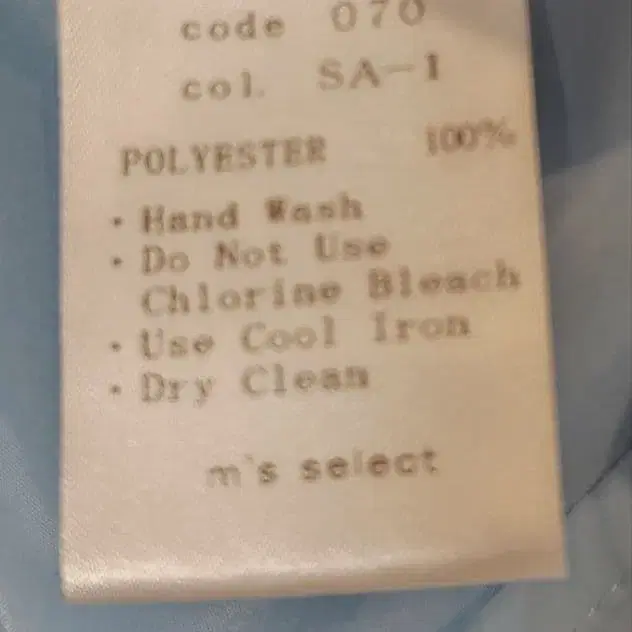 code 070
col. SA-1
POLYESTER 100%
・Hand Wash
・Do Not Use
Chlorine Bleach
・Use Cool Iron
・Dry Clean
m's select